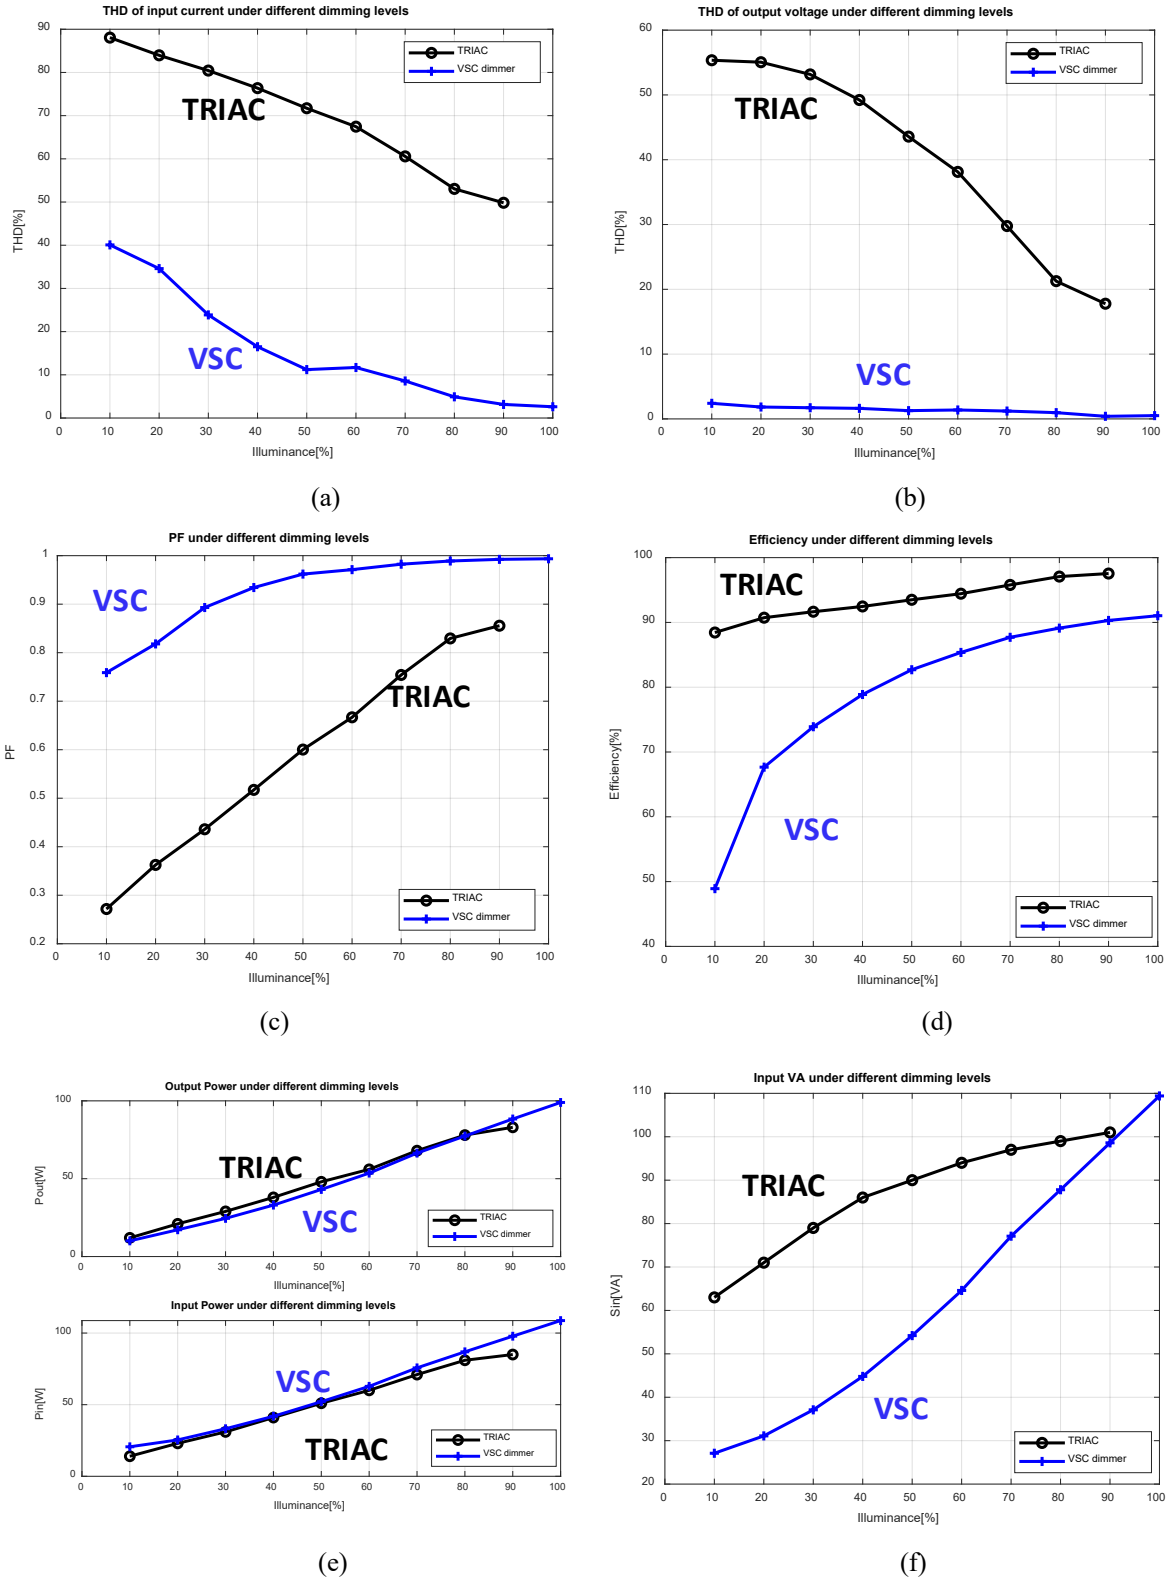 THD of input current under different dimming levels
90
80
70
60
50
40
30
20
10
0
THD[%]
TRIAC
VSC dimmer
TRIAC
VSC
0 10 20 30 40 50 60 70 80 90 100
Illuminance[%]
(a)
THD of output voltage under different dimming levels
60
50
40
30
20
10
0
THD[%]
TRIAC
VSC dimmer
TRIAC
VSC
0 10 20 30 40 50 60 70 80 90 100
Illuminance[%]
(b)
PF under different dimming levels
1
0.9
0.8
0.7
0.6
0.5
0.4
0.3
0.2
PF
VSC
TRIAC
TRIAC
VSC dimmer
0 10 20 30 40 50 60 70 80 90 100
Illuminance[%]
(c)
Efficiency under different dimming levels
100
90
80
70
60
50
40
Efficiency[%]
TRIAC
VSC
TRIAC
VSC dimmer
0 10 20 30 40 50 60 70 80 90 100
Illuminance[%]
(d)
Output Power under different dimming levels
100
50
0
Pout[W]
TRIAC
VSC
TRIAC
VSC dimmer
0 10 20 30 40 50 60 70 80 90 100
Illuminance[%]
Input Power under different dimming levels
100
50
0
Pin[W]
VSC
TRIAC
TRIAC
VSC dimmer
0 10 20 30 40 50 60 70 80 90 100
Illuminance[%]
(e)
Input VA under different dimming levels
110
100
90
80
70
60
50
40
30
20
Sin[VA]
TRIAC
VSC
TRIAC
VSC dimmer
0 10 20 30 40 50 60 70 80 90 100
Illuminance[%]
(f)